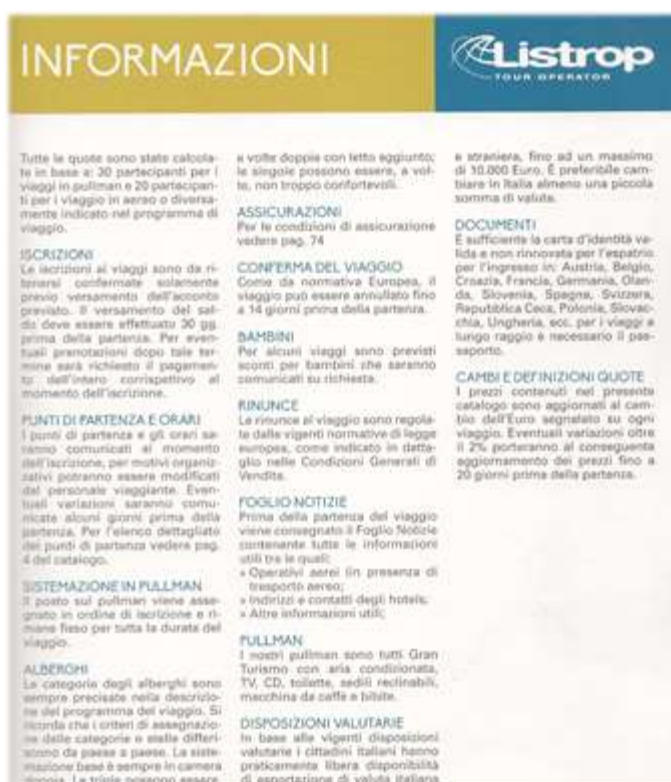 INFORMAZIONI
Listrop
TOUR OPERATOR
Tutte le quote sono state calcola-
te in base a: 30 partecipanti per i
viaggi in pullman e 20 partecipan-
ti per i viaggio in aereo o diversa-
mente indicato nel programma di
viaggio.
ISCRIZIONI
Le iscrizioni ai viaggi sono da ri-
tenersi confermate solamente
previo versamento dell'acconto
previsto. Il versamento del sal-
do deve essere effettuato 30 gg.
prima della partenza. Per even-
tuali prenotazioni dopo tale ter-
mine sarà richiesto il pagamen-
to dell'intero corrispettivo al
momento dell'iscrizione.
PUNTI DI PARTENZA E ORARI
I punti di partenza e gli orari sa-
ranno comunicati al momento
dell'iscrizione, per motivi organiz-
zativi potranno essere modificati
dal personale viaggiante. Even-
tuali variazioni saranno comu-
nicate alcuni giorni prima della
partenza. Per l'elenco dettagliato
dei punti di partenza vedere pag.
4 del catalogo.
SISTEMAZIONE IN PULLMAN
Il posto sul pullman viene asse-
gnato in ordine di iscrizione e ri-
mane fisso per tutta la durata del
viaggio.
ALBERGHI
Le categorie degli alberghi sono
sempre precisate nella descrizio-
ne del programma del viaggio. Si
ricorda che i criteri di assegnazio-
ne delle categorie o stelle differi-
scono da paese a paese. La siste-
mazione base è sempre in camera
doppia. Le triple possono essere,
a volte doppie con letto aggiunto;
le singole possono essere, a vol-
te, non troppo confortevoli.
ASSICURAZIONI
Per le condizioni di assicurazione
vedere pag. 74
CONFERMA DEL VIAGGIO
Come da normativa Europea, il
viaggio può essere annullato fino
a 14 giorni prima della partenza.
BAMBINI
Per alcuni viaggi sono previsti
sconti per bambini che saranno
comunicati su richiesta.
RINUNCE
Le rinunce al viaggio sono regola-
te dalle vigenti normative di legge
europea, come indicato in detta-
glio nelle Condizioni Generali di
Vendita.
FOGLIO NOTIZIE
Prima della partenza del viaggio
viene consegnato il Foglio Notizie
contenante tutte le informazioni
utili tra le quali:
» Operativi aerei (in presenza di
trasporto aereo;
» Indirizzi e contatti degli hotels;
» Altre informazioni utili;
PULLMAN
I nostri pullman sono tutti Gran
Turismo con aria condizionata,
TV, CD, toilette, sedili reclinabili,
macchina da caffè e bibite.
DISPOSIZIONI VALUTARIE
In base alle vigenti disposizioni
valutarie i cittadini italiani hanno
praticamente libera disponibilità
di esportazione di valuta italiana
e straniera, fino ad un massimo
di 10.000 Euro. È preferibile cam-
biare in Italia almeno una piccola
somma di valuta.
DOCUMENTI
È sufficiente la carta d'identità va-
lida e non rinnovata per l'espatrio
per l'ingresso in: Austria, Belgio,
Croazia, Francia, Germania, Olan-
da, Slovenia, Spagna, Svizzera,
Repubblica Ceca, Polonia, Slovac-
chia, Ungheria, ecc. per i viaggi a
lungo raggio è necessario il pas-
saporto.
CAMBI E DEFINIZIONI QUOTE
I prezzi contenuti nel presente
catalogo sono aggiornati al cam-
bio dell'Euro segnalato su ogni
viaggio. Eventuali variazioni oltre
il 2% porteranno al conseguente
aggiornamento dei prezzi fino a
20 giorni prima della partenza.